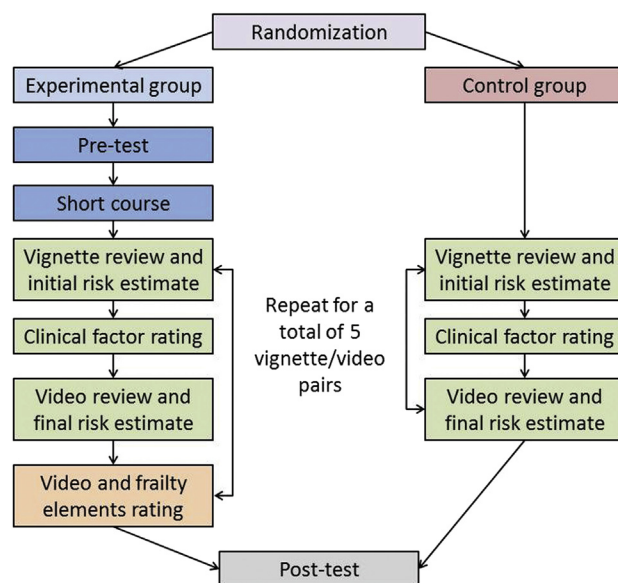 Randomization
Experimental group
Control group
Pre-test
Short course
Vignette review and
initial risk estimate
Clinical factor rating
Video review and
final risk estimate
Video and frailty
elements rating
Repeat for a
total of 5
vignette/video
pairs
Vignette review and
initial risk estimate
Clinical factor rating
Video review and
final risk estimate
Post-test